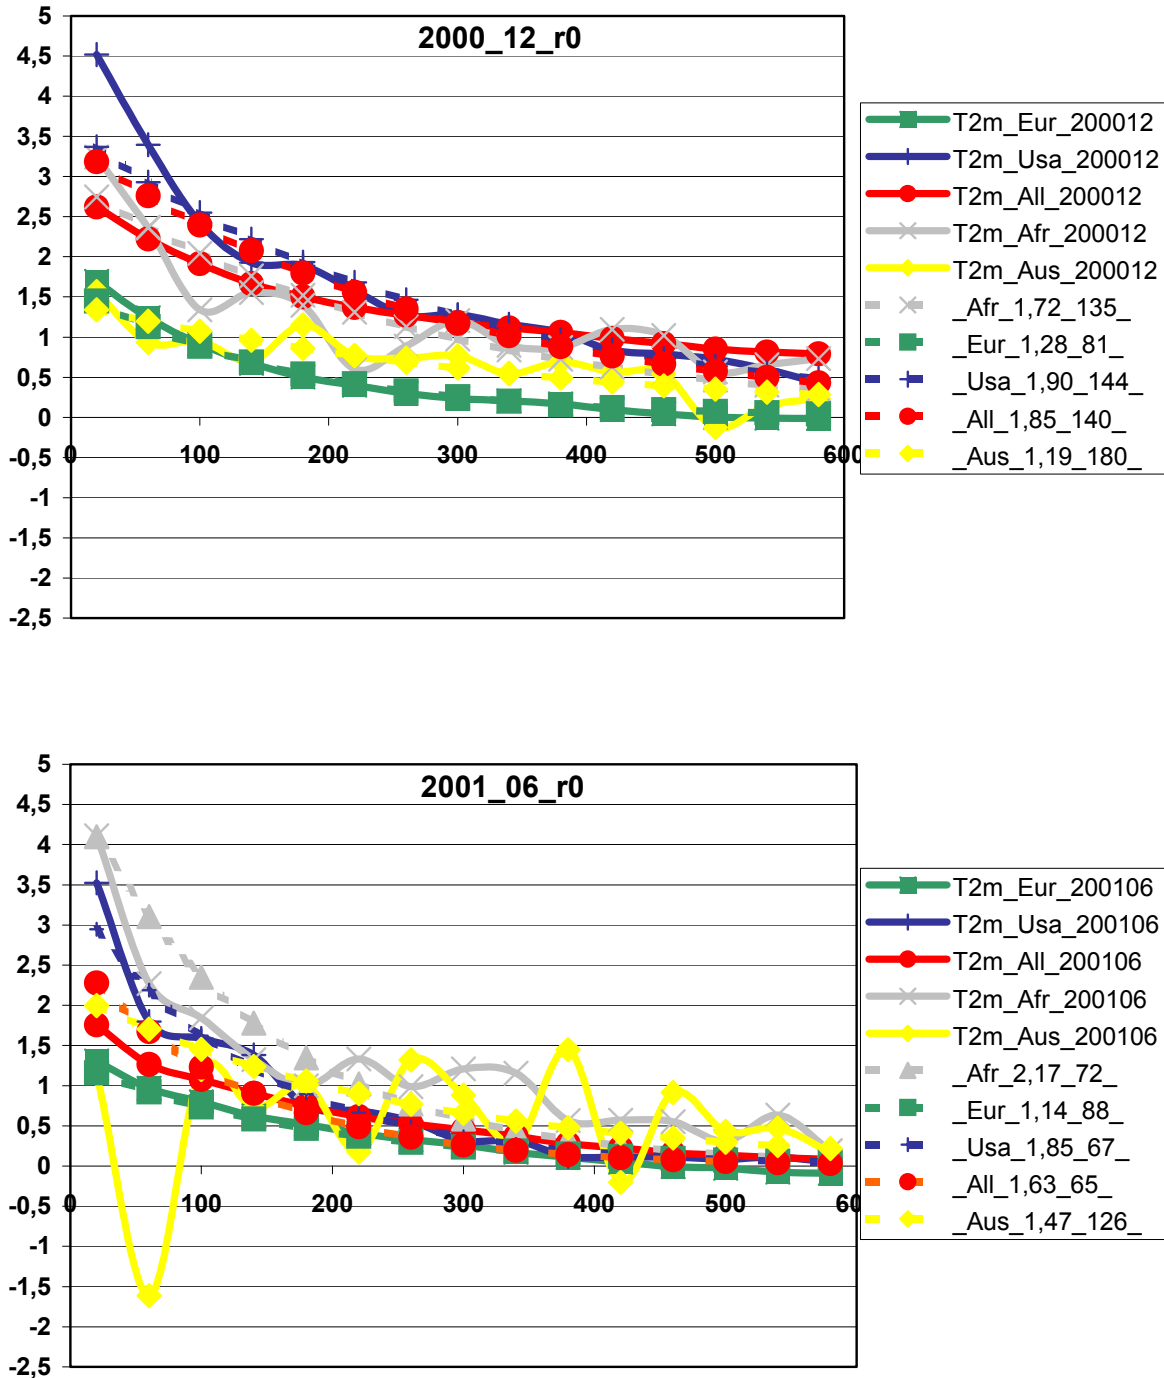 2000_12_r0
5
4,5
4
3,5
3
2,5
2
1,5
1
0,5
0
-0,5
-1
-1,5
-2
-2,5
0 100 200 300 400 500 600
T2m_Eur_200012
T2m_Usa_200012
T2m_All_200012
T2m_Afr_200012
T2m_Aus_200012
_Afr_1,72_135_
_Eur_1,28_81_
_Usa_1,90_144_
_All_1,85_140_
_Aus_1,19_180_
2001_06_r0
5
4,5
4
3,5
3
2,5
2
1,5
1
0,5
0
-0,5
-1
-1,5
-2
-2,5
0 100 200 300 400 500 60
T2m_Eur_200106
T2m_Usa_200106
T2m_All_200106
T2m_Afr_200106
T2m_Aus_200106
_Afr_2,17_72_
_Eur_1,14_88_
_Usa_1,85_67_
_All_1,63_65_
_Aus_1,47_126_